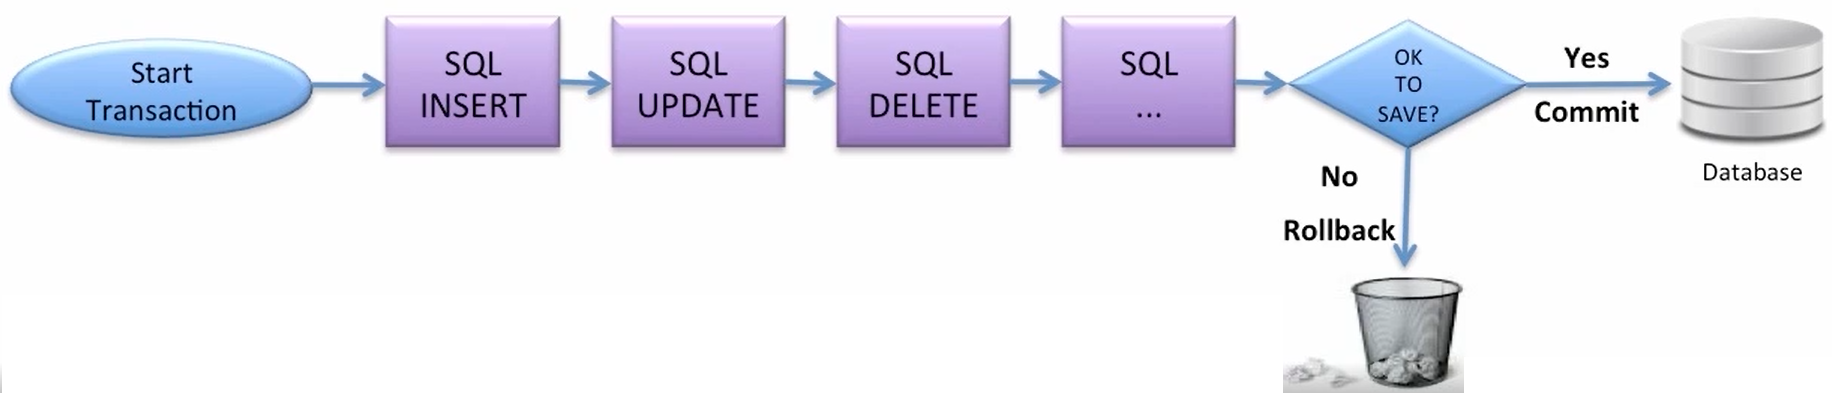 Start
Transaction
SQL
INSERT
SQL
UPDATE
SQL
DELETE
SQL
...
OK
TO
SAVE?
Yes
Commit
Database
No
Rollback